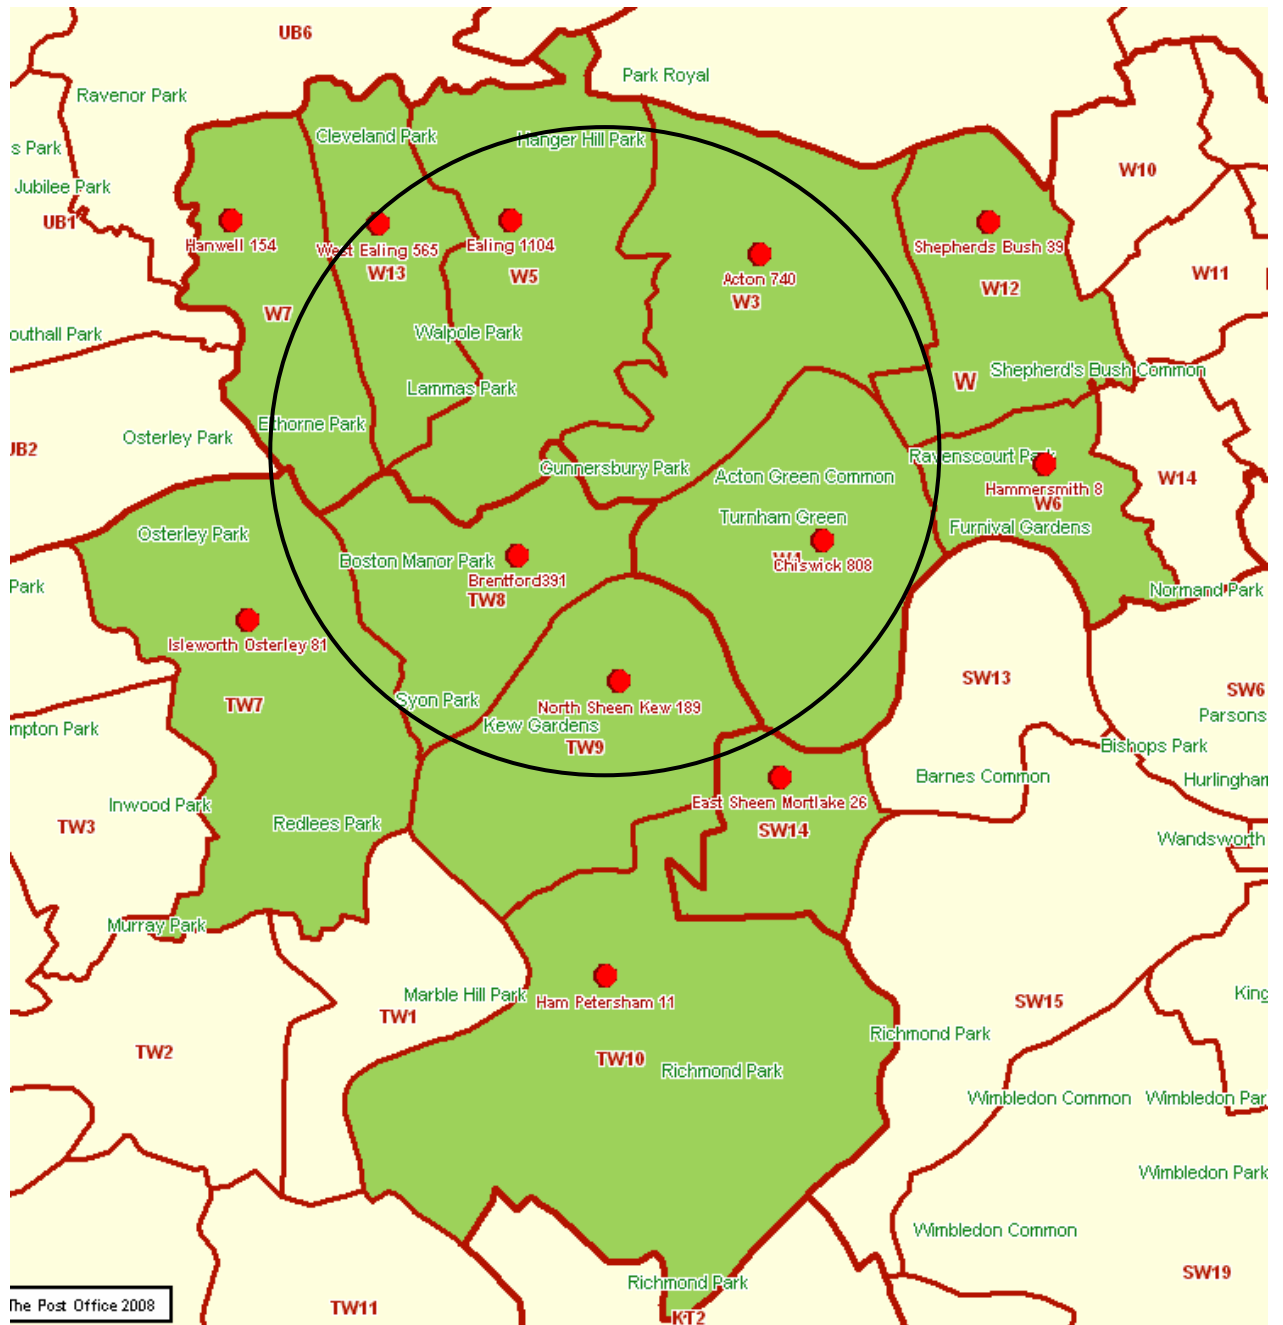 UB6
Park Royal
Ravenor Park
Cleveland Park
Hanger Hill Park
s Park
W10
Jubilee Park
UB1
Hanwell 154
West Ealing 565
Ealing 1104
Shepherds Bush 39
W13
W5
Acton 740
W11
W12
W3
W7
outhall Park
Walpole Park
Shepherd's Bush Common
W
Lammas Park
Elthorne Park
Osterley Park
JB2
Ravenscourt Park
Gunnersbury Park
Acton Green Common
W14
Hammersmith 8
W6
Turnham Green
Furnival Gardens
Osterley Park
Boston Manor Park
W4
Chiswick 808
Brentford391
Park
Normand Park
TW8
Isleworth Osterley 81
SW13
SW6
TW7
Syon Park
North Sheen Kew 189
Parsons
Kew Gardens
mpton Park
TW9
Bishops Park
Barnes Common
Hurlingham
Inwood Park
East Sheen Mortlake 26
TW3
Redlees Park
SW14
Wandsworth
Murray Park
Marble Hill Park
Ham Petersham 11
King
SW15
TW1
Richmond Park
TW2
TW10
Richmond Park
Wimbledon Common
Wimbledon Par
Wimbledon Park
Wimbledon Common
SW19
Richmond Park
The Post Office 2008
TW11
KT2